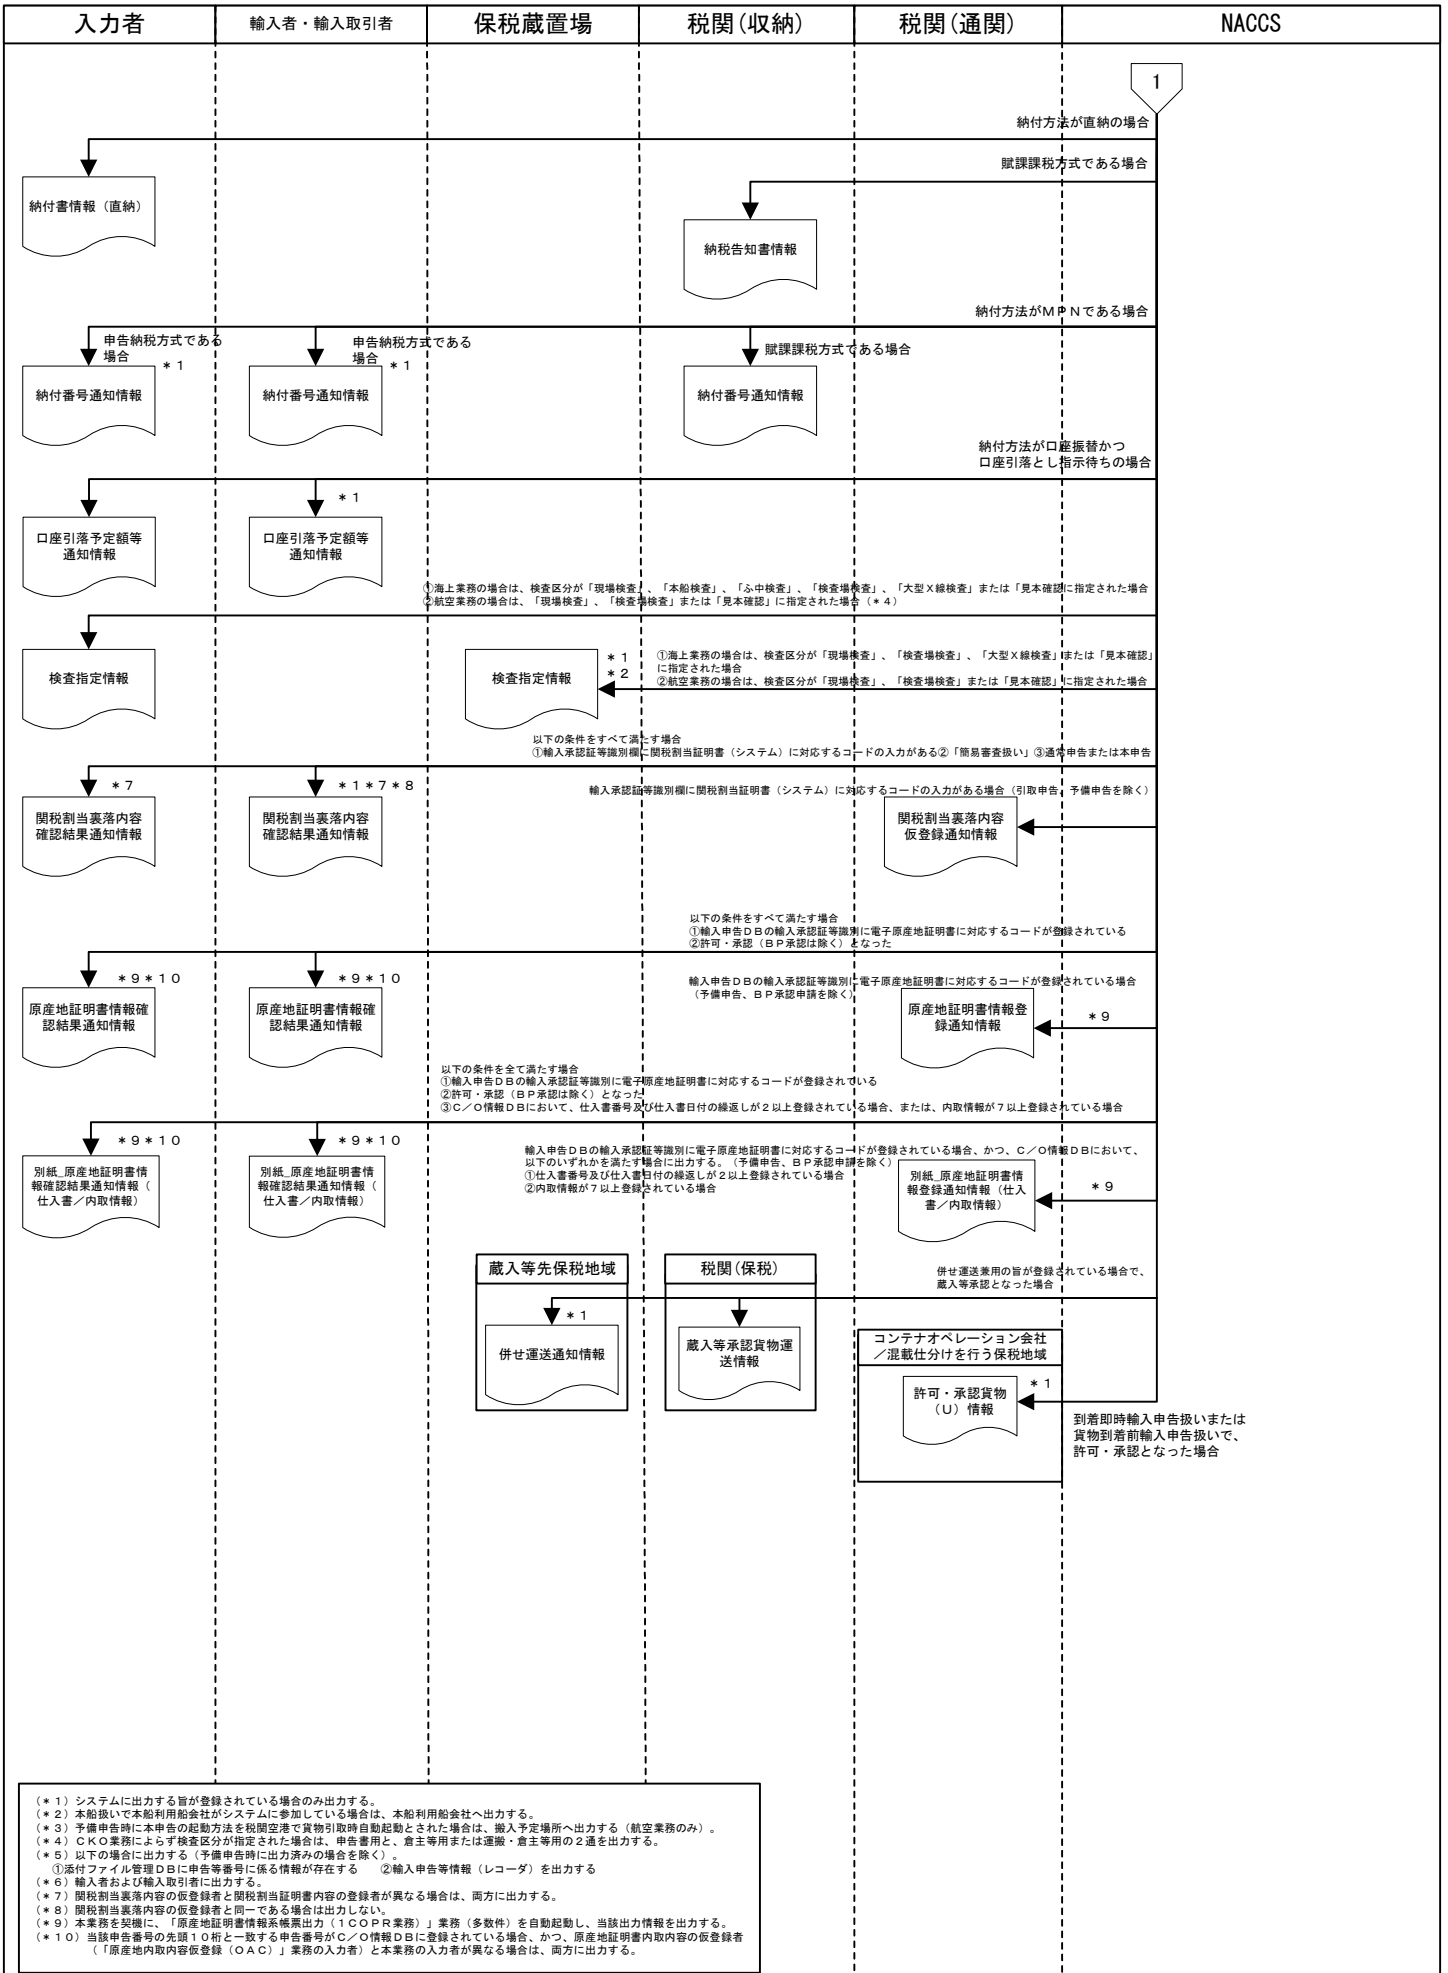 入力者
輸入者・輸入取引者
保税蔵置場
税関(収納)
税関(通関)
NACCS
1
納付方法が直納の場合
賦課課税方式である場合
納付書情報（直納）
納税告知書情報
納付方法がＭＰＮである場合
申告納税方式である
場合
＊１
申告納税方式である
場合
＊１
賦課課税方式である場合
納付番号通知情報
納付番号通知情報
納付番号通知情報
納付方法が口座振替かつ
口座引落とし指示待ちの場合
＊１
口座引落予定額等
通知情報
口座引落予定額等
通知情報
①海上業務の場合は、検査区分が「現場検査」、「本船検査」、「ふ中検査」、「検査場検査」、「大型Ｘ線検査」または「見本確認に指定された場合
②航空業務の場合は、「現場検査」、「検査場検査」または「見本確認」に指定された場合（＊４）
検査指定情報
検査指定情報
＊１
＊２
①海上業務の場合は、検査区分が「現場検査」、「検査場検査」、「大型Ｘ線検査」または「見本確認」
に指定された場合
②航空業務の場合は、検査区分が「現場検査」、「検査場検査」または「見本確認」に指定された場合
以下の条件をすべて満たす場合
①輸入承認証等識別欄に関税割当証明書（システム）に対応するコードの入力がある②「簡易審査扱い」③通常申告または本申告
＊７
＊１＊７＊８
輸入承認証等識別欄に関税割当証明書（システム）に対応するコードの入力がある場合（引取申告、予備申告を除く）
関税割当裏落内容
確認結果通知情報
関税割当裏落内容
確認結果通知情報
関税割当裏落内容
仮登録通知情報
以下の条件をすべて満たす場合
①輸入申告ＤＢの輸入承認証等識別に電子原産地証明書に対応するコードが登録されている
②許可・承認（ＢＰ承認は除く）となった
＊９＊１０
＊９＊１０
輸入申告ＤＢの輸入承認証等識別に電子原産地証明書に対応するコードが登録されている場合
（予備申告、ＢＰ承認申請を除く）
原産地証明書情報確
認結果通知情報
原産地証明書情報確
認結果通知情報
原産地証明書情報登
録通知情報
＊９
以下の条件を全て満たす場合
①輸入申告ＤＢの輸入承認証等識別に電子原産地証明書に対応するコードが登録されている
②許可・承認（ＢＰ承認は除く）となった
③Ｃ／Ｏ情報ＤＢにおいて、仕入書番号及び仕入書日付の繰返しが２以上登録されている場合、または、内取情報が７以上登録されている場合
＊９＊１０
＊９＊１０
輸入申告ＤＢの輸入承認証等識別に電子原産地証明書に対応するコードが登録されている場合、かつ、Ｃ／Ｏ情報ＤＢにおいて、
以下のいずれかを満たす場合に出力する。（予備申告、ＢＰ承認申請を除く）
①仕入書番号及び仕入書日付の繰返しが２以上登録されている場合
②内取情報が７以上登録されている場合
別紙_原産地証明書情
報確認結果通知情報（
仕入書／内取情報）
別紙_原産地証明書情
報確認結果通知情報（
仕入書／内取情報）
別紙_原産地証明書情
報登録通知情報（仕入
書／内取情報）
＊９
蔵入等先保税地域
税関(保税)
併せ運送兼用の旨が登録されている場合で、
蔵入等承認となった場合
＊１
併せ運送通知情報
蔵入等承認貨物運
送情報
コンテナオペレーション会社
／混載仕分けを行う保税地域
許可・承認貨物
（Ｕ）情報
＊１
到着即時輸入申告扱いまたは
貨物到着前輸入申告扱いで、
許可・承認となった場合
（＊１）システムに出力する旨が登録されている場合のみ出力する。
（＊２）本船扱いで本船利用船会社がシステムに参加している場合は、本船利用船会社へ出力する。
（＊３）予備申告時に本申告の起動方法を税関空港で貨物引取時自動起動とされた場合は、搬入予定場所へ出力する（航空業務のみ）。
（＊４）ＣＫＯ業務によらず検査区分が指定された場合は、申告書用と、倉主等用または運搬・倉主等用の２通を出力する。
（＊５）以下の場合に出力する（予備申告時に出力済みの場合を除く）。
①添付ファイル管理ＤＢに申告等番号に係る情報が存在する　②輸入申告等情報（レコーダ）を出力する
（＊６）輸入者および輸入取引者に出力する。
（＊７）関税割当裏落内容の仮登録者と関税割当証明書内容の登録者が異なる場合は、両方に出力する。
（＊８）関税割当裏落内容の仮登録者と同一である場合は出力しない。
（＊９）本業務を契機に、「原産地証明書情報系帳票出力（１ＣＯＰＲ業務）」業務（多数件）を自動起動し、当該出力情報を出力する。
（＊１０）当該申告番号の先頭１０桁と一致する申告番号がＣ／Ｏ情報ＤＢに登録されている場合、かつ、原産地証明書内取内容の仮登録者
（「原産地内取内容仮登録（ＯＡＣ）」業務の入力者）と本業務の入力者が異なる場合は、両方に出力する。